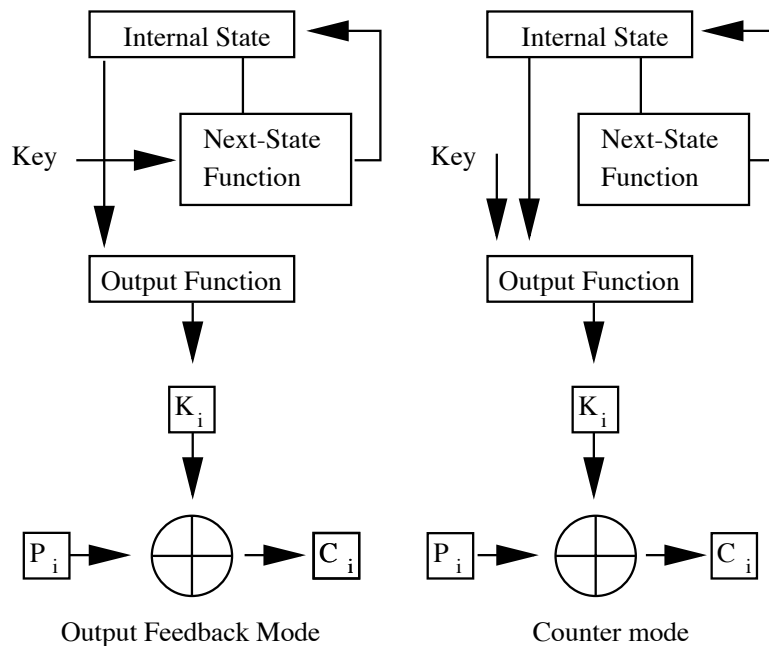 Internal State
Next-State
Function
Key
Output Function
K i
P i
C i
Output Feedback Mode
Internal State
Next-State
Function
Key
Output Function
K i
P i
C i
Counter mode